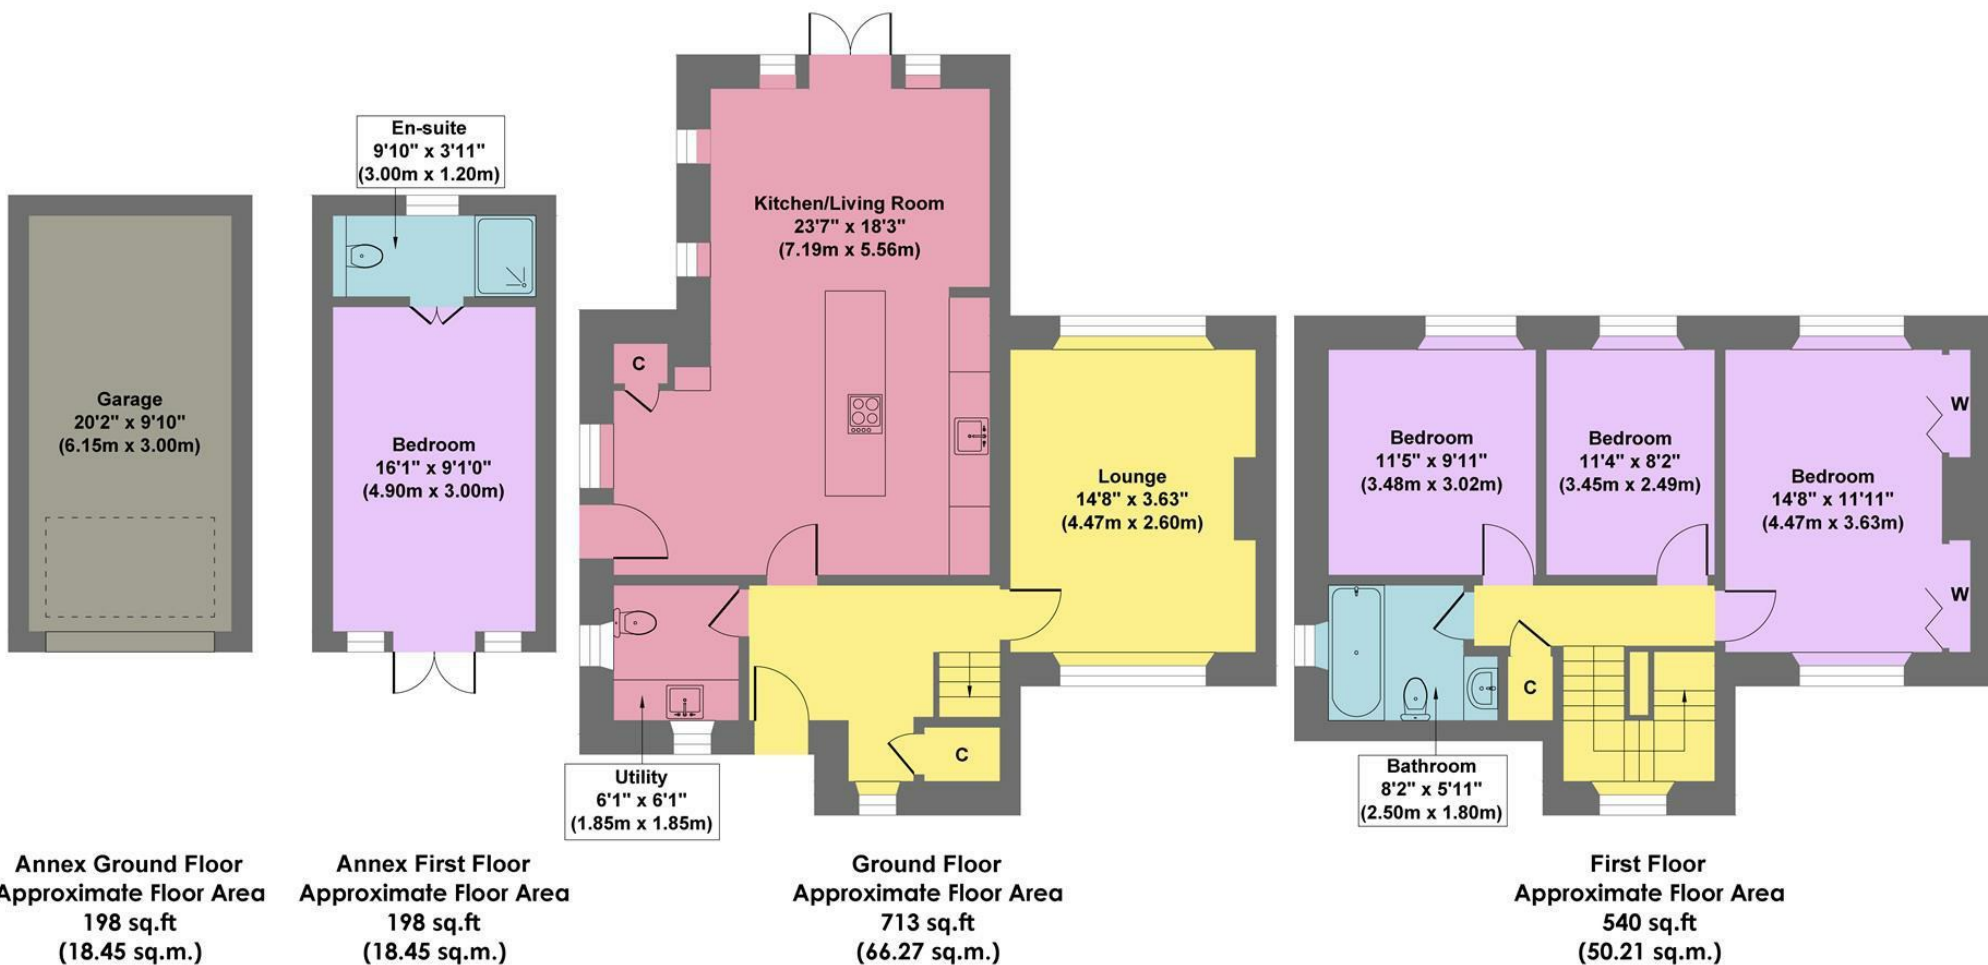 En-suite
9'10" x 3'11"
(3.00m x 1.20m)
Garage
20'2" x 9'10"
(6.15m x 3.00m)
Bedroom
16'1" x 9'1'0"
(4.90m x 3.00m)
Kitchen/Living Room
23'7" x 18'3"
(7.19m x 5.56m)
C
Lounge
14'8" x 3.63"
(4.47m x 2.60m)
C
Utility
6'1" x 6'1"
(1.85m x 1.85m)
Bedroom
11'5" x 9'11"
(3.48m x 3.02m)
Bedroom
11'4" x 8'2"
(3.45m x 2.49m)
Bedroom
14'8" x 11'11"
(4.47m x 3.63m)
W
W
C
Bathroom
8'2" x 5'11"
(2.50m x 1.80m)
Annex Ground Floor
Approximate Floor Area
198 sq.ft
(18.45 sq.m.)
Annex First Floor
Approximate Floor Area
198 sq.ft
(18.45 sq.m.)
Ground Floor
Approximate Floor Area
713 sq.ft
(66.27 sq.m.)
First Floor
Approximate Floor Area
540 sq.ft
(50.21 sq.m.)